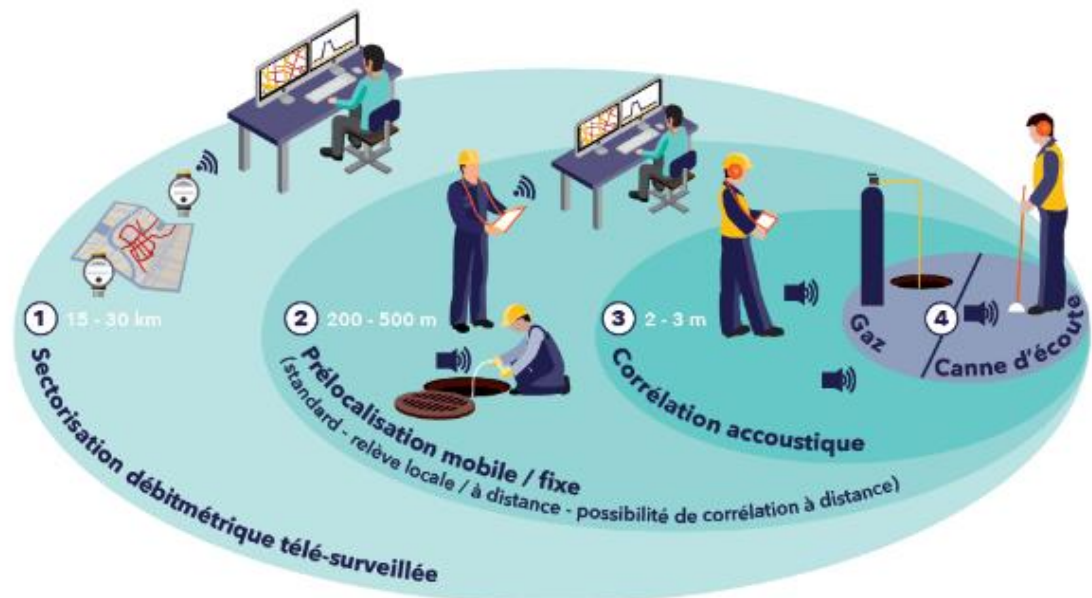 1 15 - 30 km
Sectorisation débitmétrique télé-surveillée
2 200 - 500 m
Prélocalisation mobile / fixe
(standard - relève locale / à distance - possibilité de corrélation à distance)
3 2 - 3 m
Corrélation accoustique
Gaz
4
Canne d'écoute